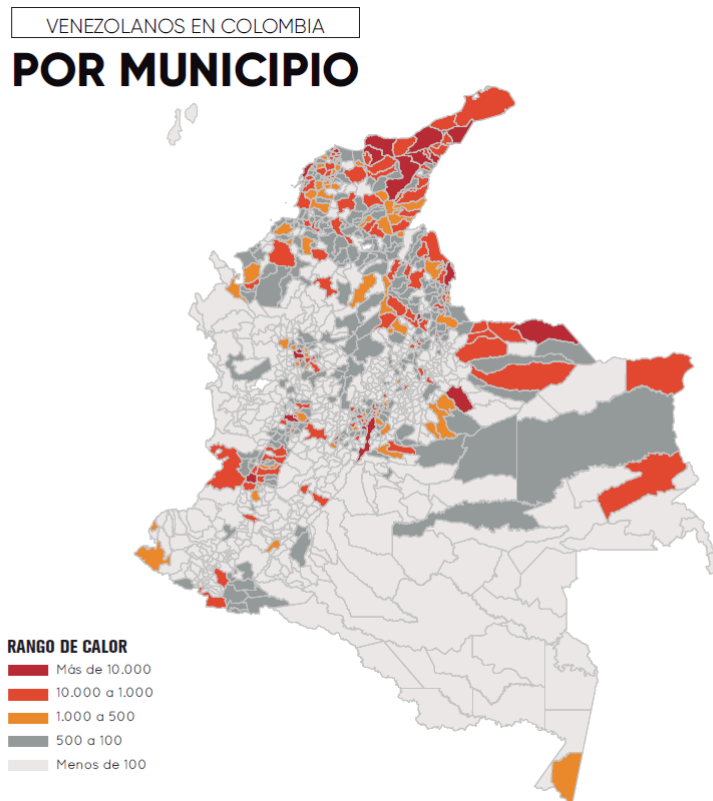 VENEZOLANOS EN COLOMBIA
POR MUNICIPIO
RANGO DE CALOR
Más de 10.000
10.000 a 1.000
1.000 a 500
500 a 100
Menos de 100